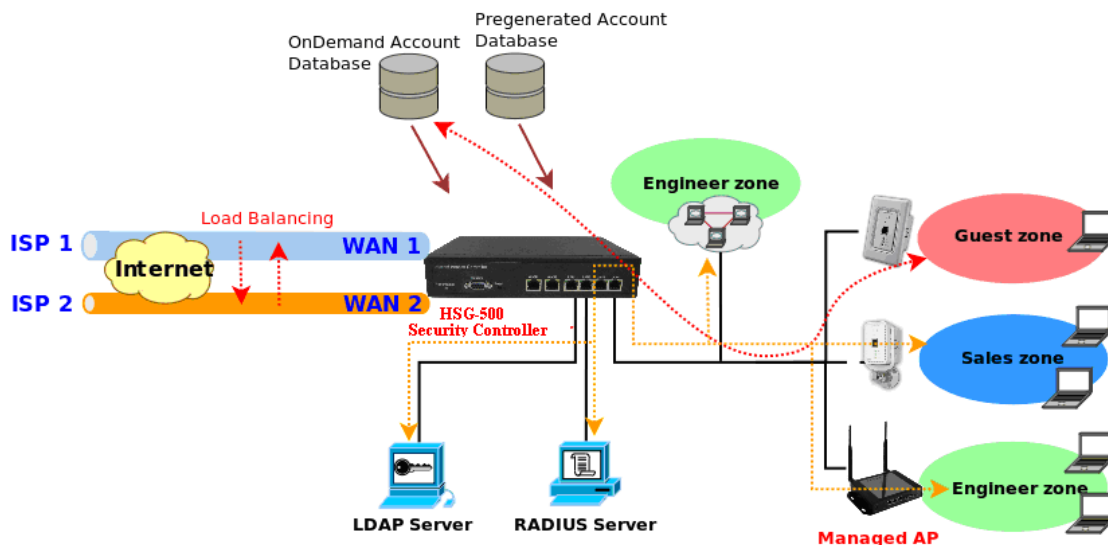 Pregenerated Account
Database
OnDemand Account
Database
Engineer zone
Load Balancing
ISP 1
WAN 1
Guest zone
Internet
ISP 2
WAN 2
HSG-500
Security Controller
Sales zone
Engineer zone
LDAP Server
RADIUS Server
Managed AP